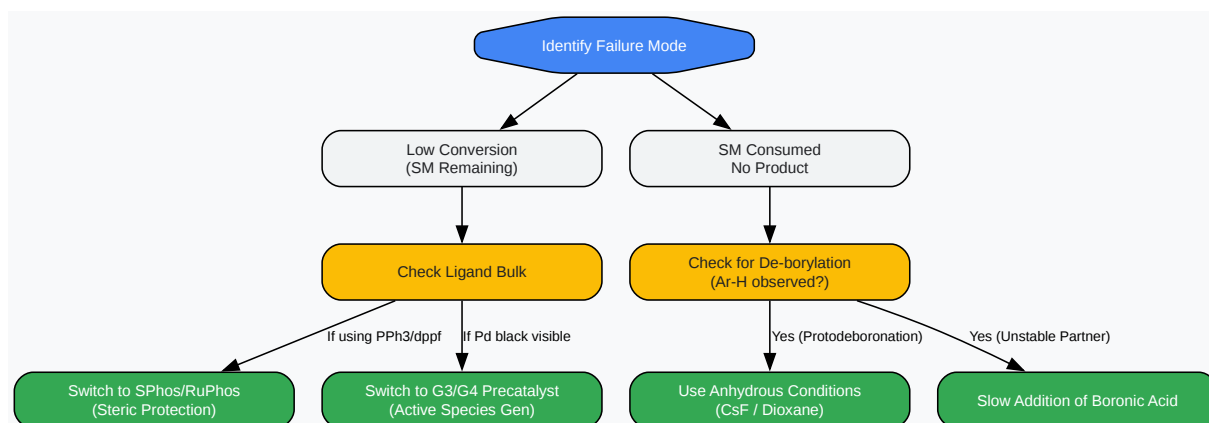 Identify Failure Mode
Low Conversion
(SM Remaining)
SM Consumed
No Product
Check Ligand Bulk
Check for De-borylation
(Ar-H observed?)
If using PPh3/dppf
If Pd black visible
Yes (Protodeboronation)
Yes (Unstable Partner)
Switch to SPhos/RuPhos
(Steric Protection)
Switch to G3/G4 Precatalyst
(Active Species Gen)
Use Anhydrous Conditions
(CsF / Dioxane)
Slow Addition of Boronic Acid